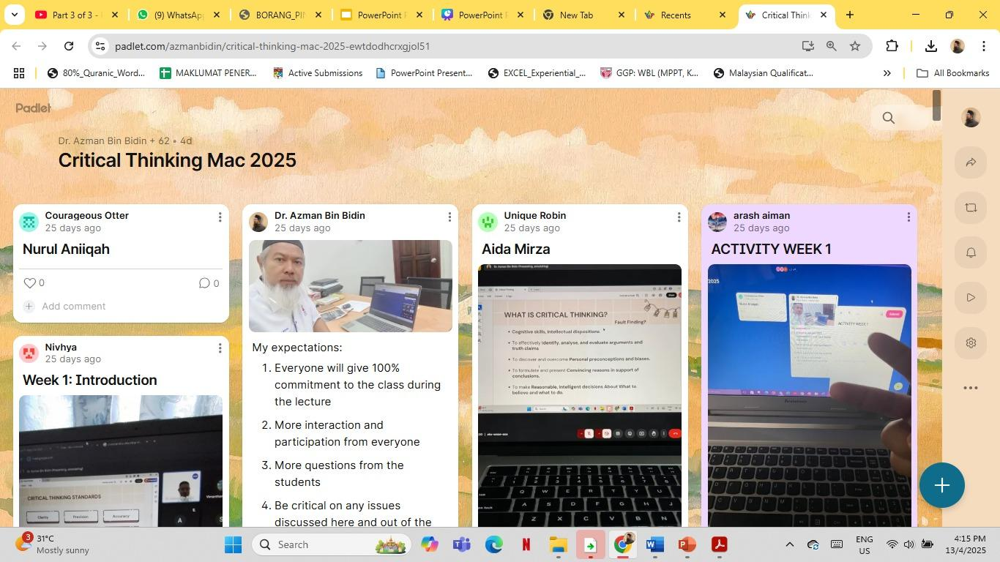 Part 3 of 3 -
(9) WhatsAp
BORANG_PI
PowerPoint
PowerPoint
New Tab
Recents
Critical Think
padlet.com/azmanbidin/critical-thinking-mac-2025-ewtdodhcrxgjol51
80%_Quranic_Word...
MAKLUMAT PENER...
Active Submissions
PowerPoint Present...
EXCEL_Experiential_...
GGP: WBL (MPPT, K...
Malaysian Qualificat...
All Bookmarks
Padlet
Dr. Azman Bin Bidin + 62 • 4d
Critical Thinking Mac 2025
Courageous Otter
25 days ago
Nurul Aniiqah
0
0
Add comment
Nivhya
25 days ago
Week 1: Introduction
CRITICAL THINKING STANDARDS
Clarity
Precision
Accuracy
Dr. Azman Bin Bidin
25 days ago
My expectations:
1. Everyone will give 100%
commitment to the class during
the lecture
2. More interaction and
participation from everyone
3. More questions from the
students
4. Be critical on any issues
discussed here and out of the
Unique Robin
25 days ago
Aida Mirza
WHAT IS CRITICAL THINKING?
Fault Finding?
• Cognitive skills, Intellectual dispositions.
• To effectively Identify, analyse, and evaluate arguments and
truth claims
• To discover and overcome Personal preconceptions and biases.
• To formulate and present Convincing reasons in support of
conclusions.
• To make Reasonable, Intelligent decisions About What to
believe and what to do.
arash aiman
25 days ago
ACTIVITY WEEK 1
2025
ACTIVITY WEEK 1
3
31°C
Mostly sunny
Search
ENG
US
4:15 PM
13/4/2025